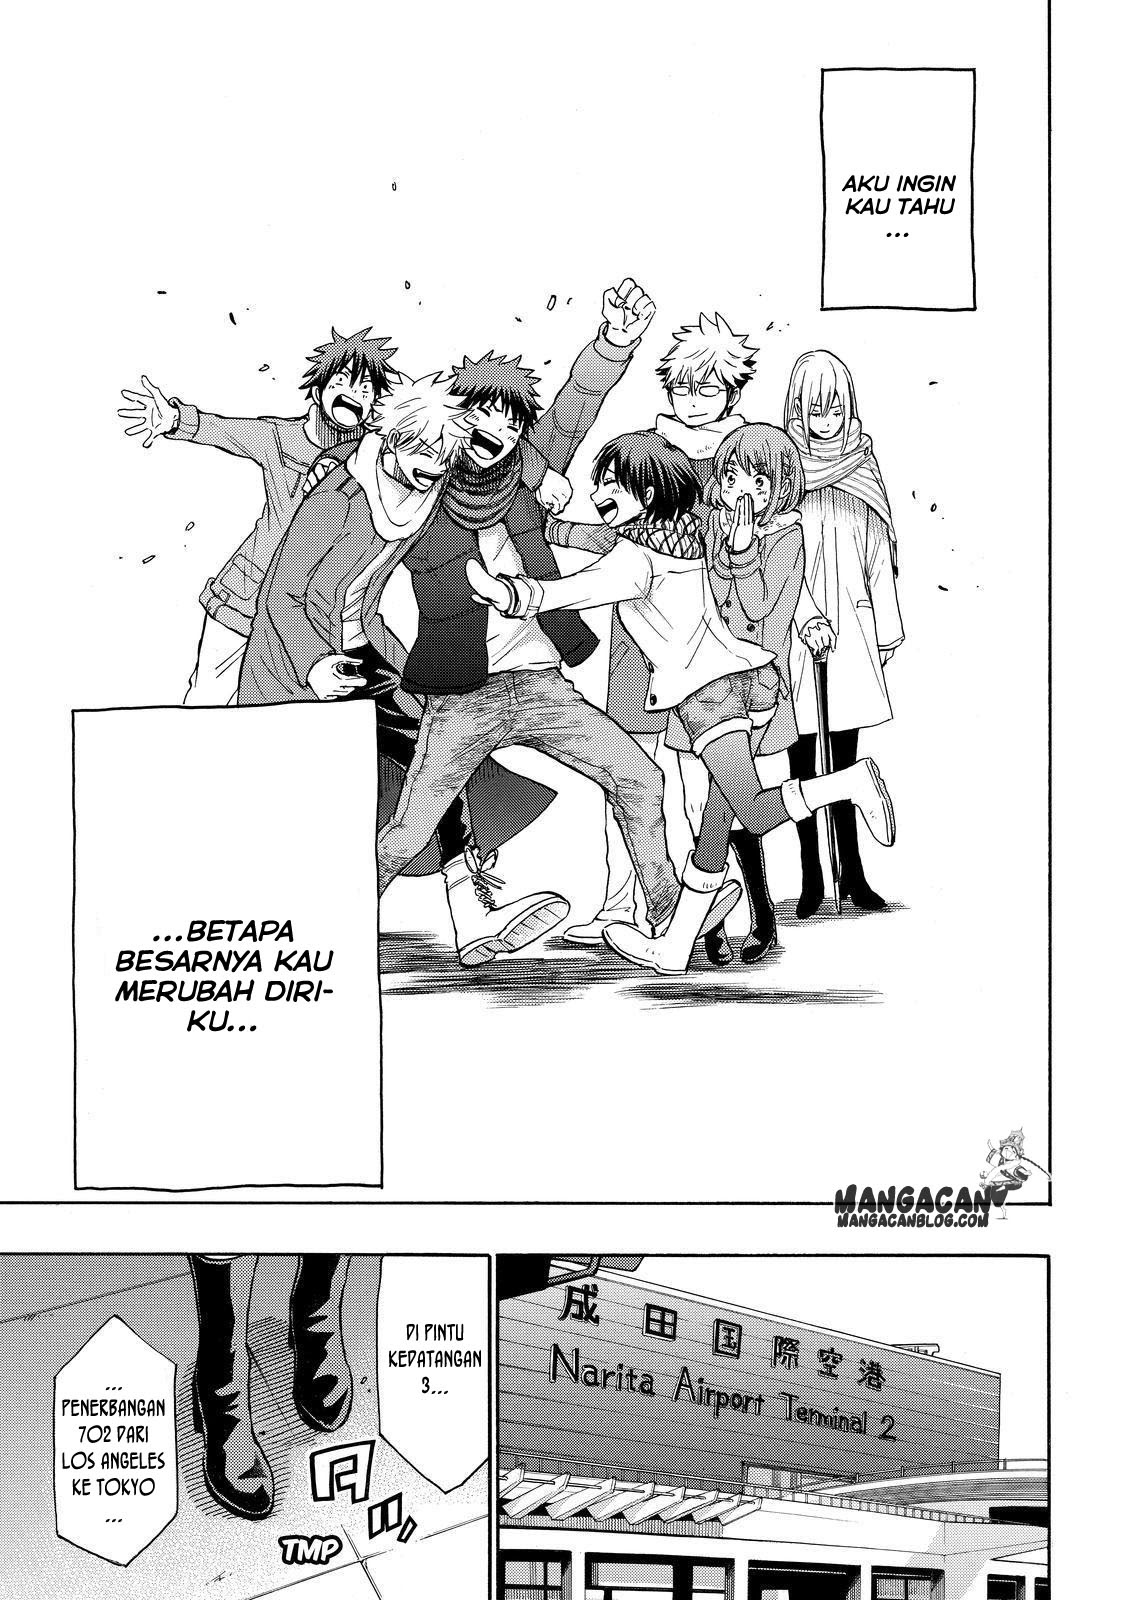 AKU INGIN
KAU TAHU
...
...BETAPA
BESARNYA KAU
MERUBAH DIRI-
KU...
MANGACAN
MANGACANBLOG.COM
成田国際空港
Narita Airport Terminal 2
DI PINTU
KEDATANGAN
3...
...
PENERBANGAN
702 DARI
LOS ANGELES
KE TOKYO
...
TMP